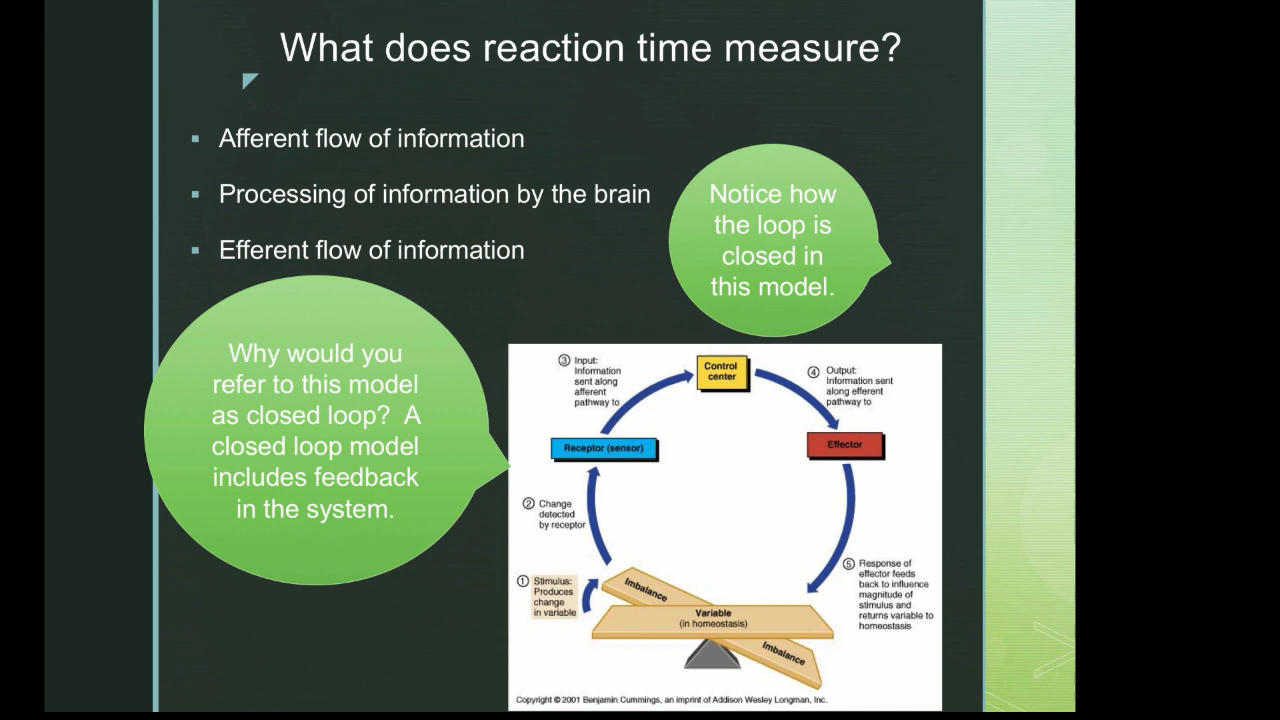 What does reaction time measure?
Afferent flow of information
Processing of information by the brain
Efferent flow of information
Notice how
the loop is
closed in
this model.
Why would you
refer to this model
as closed loop? A
closed loop model
includes feedback
in the system.
③ Input:
Information
sent along
afferent
pathway to
Control
center
④ Output:
Information sent
along efferent
pathway to
Receptor (sensor)
Effector
② Change
detected
by receptor
① Stimulus:
Produces
change
in variable
Imbalance
Variable
(in homeostasis)
Imbalance
⑤ Response of
effector feeds
back to influence
magnitude of
stimulus and
returns variable to
homeostasis
Copyright © 2001 Benjamin Cummings, an imprint of Addison Wesley Longman, Inc.